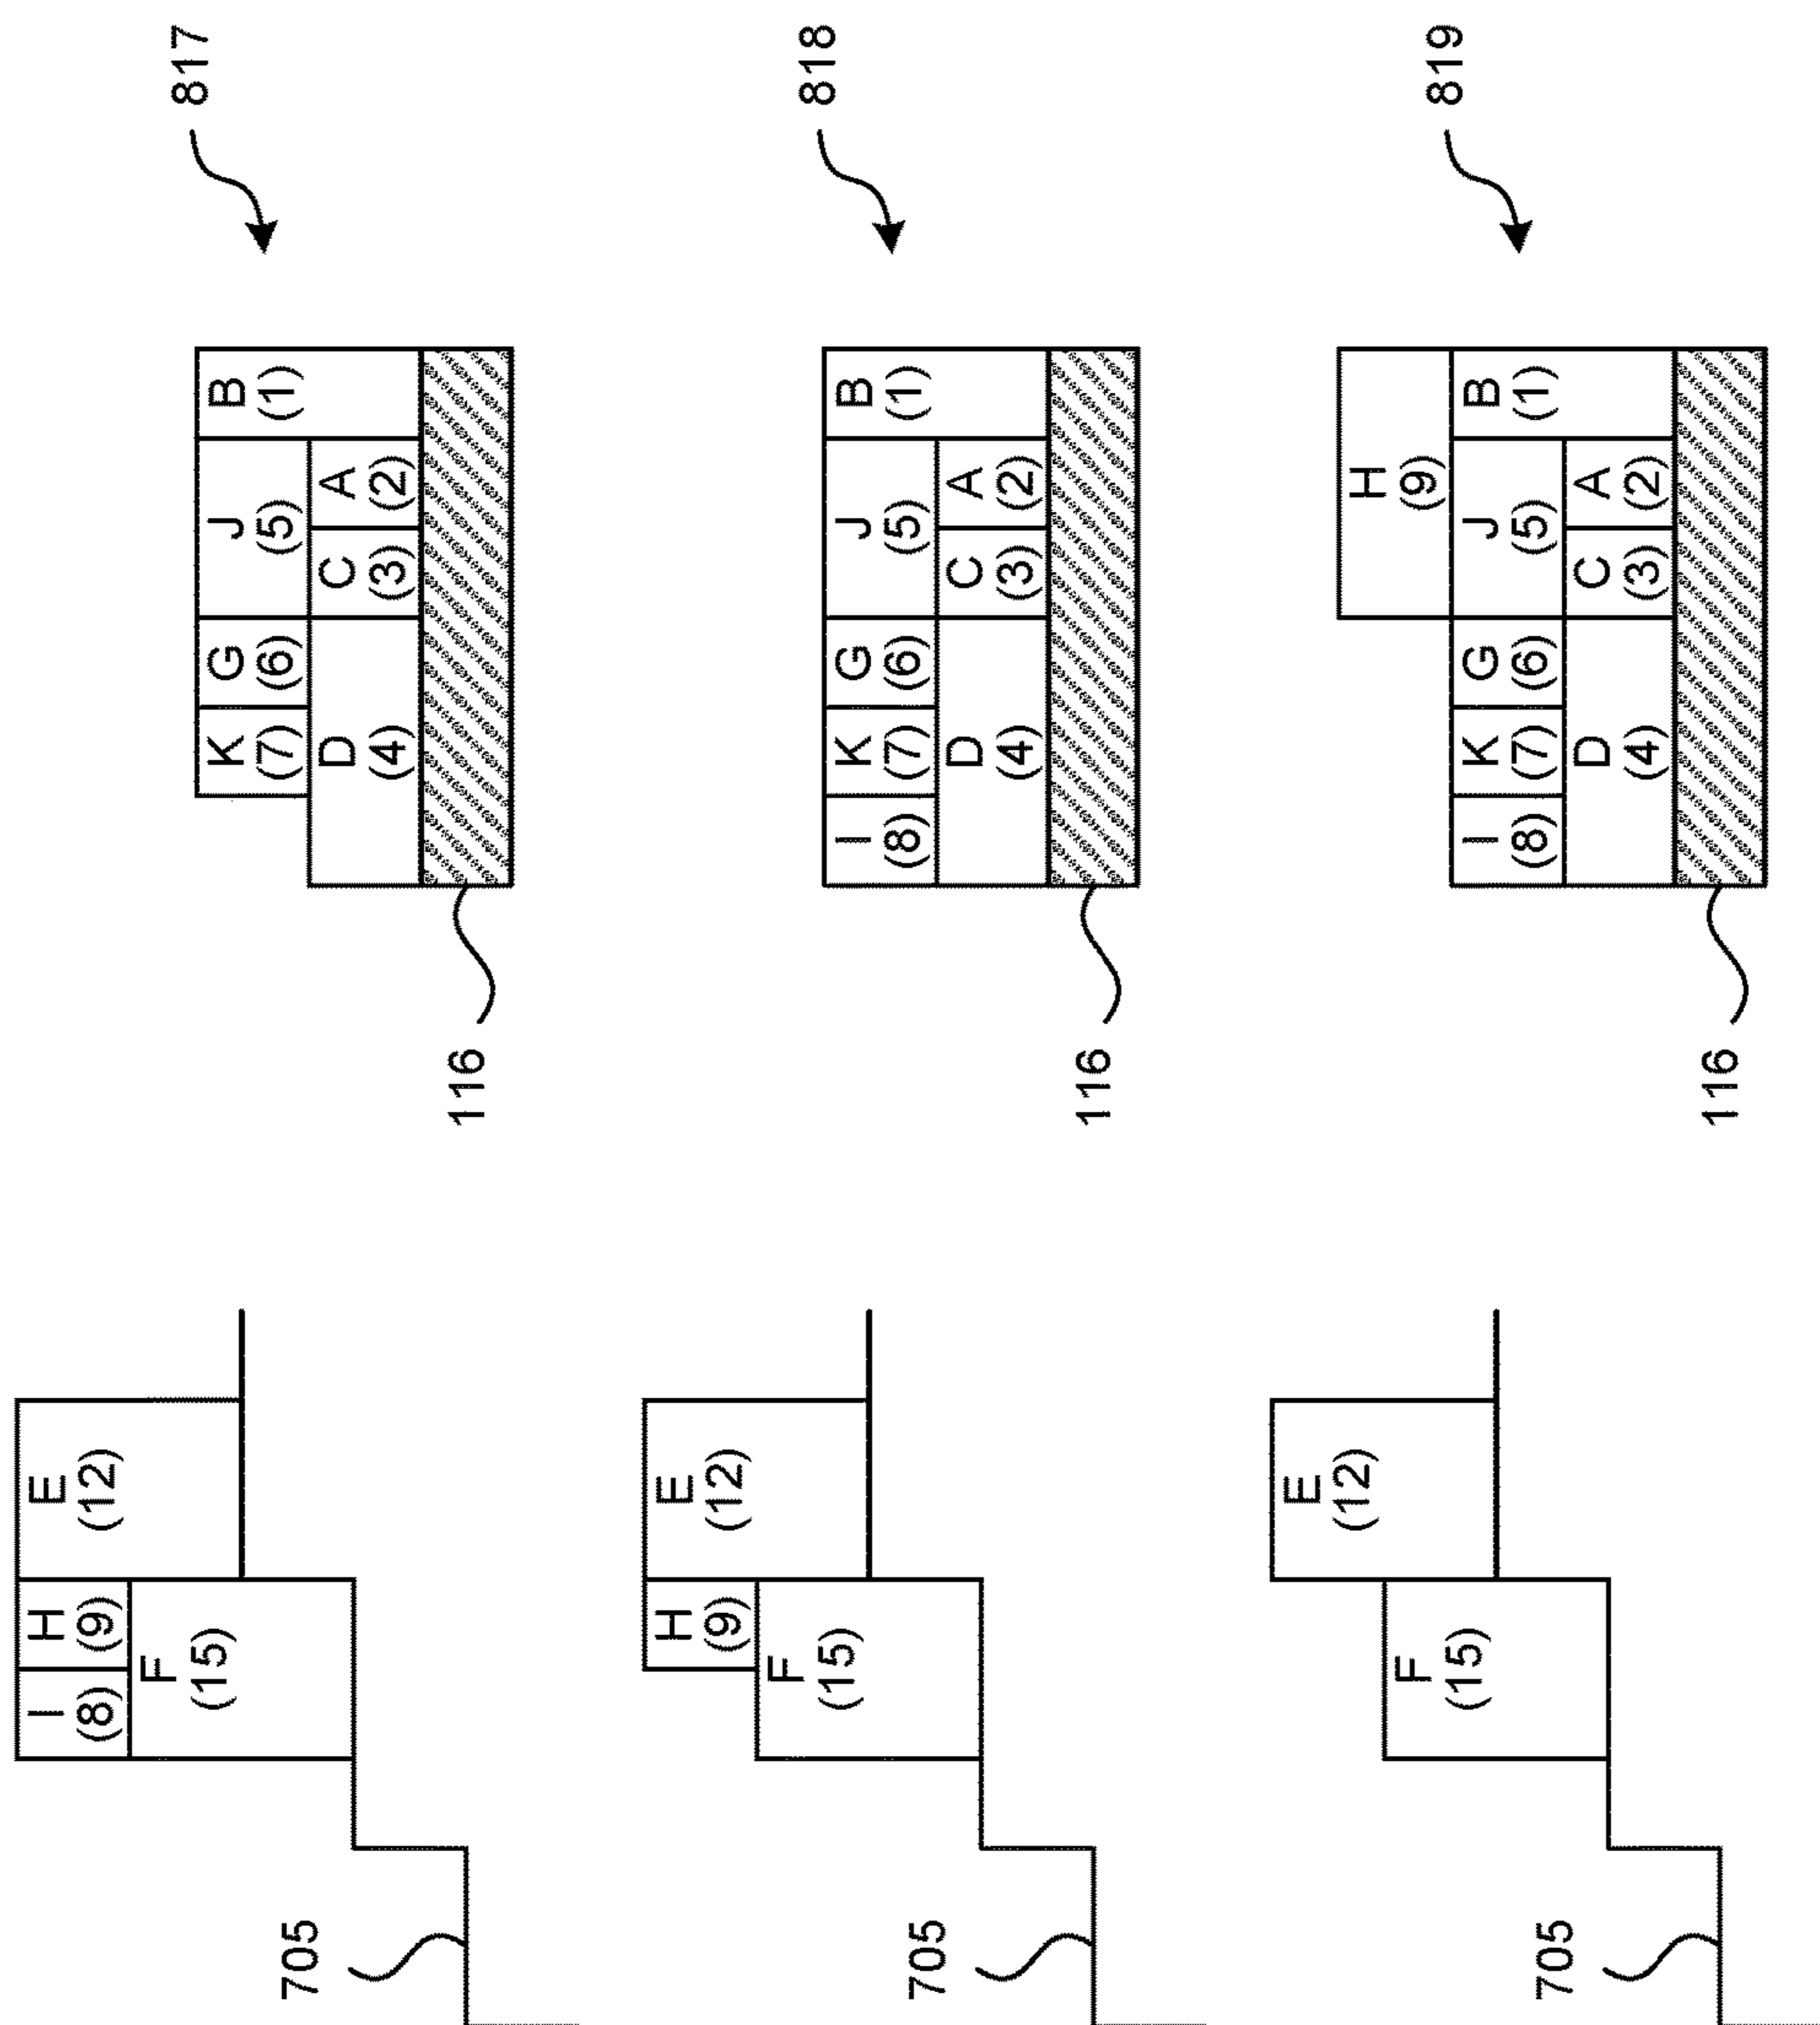 I
(8)
H
(9)
E
(12)
F
(15)
705
K
(7)
G
(6)
J
(5)
B
(1)
D
(4)
C
(3)
A
(2)
116
817
H
(9)
E
(12)
F
(15)
705
I
(8)
K
(7)
G
(6)
J
(5)
B
(1)
D
(4)
C
(3)
A
(2)
116
818
E
(12)
F
(15)
705
H
(9)
I
(8)
K
(7)
G
(6)
J
(5)
B
(1)
D
(4)
C
(3)
A
(2)
116
819